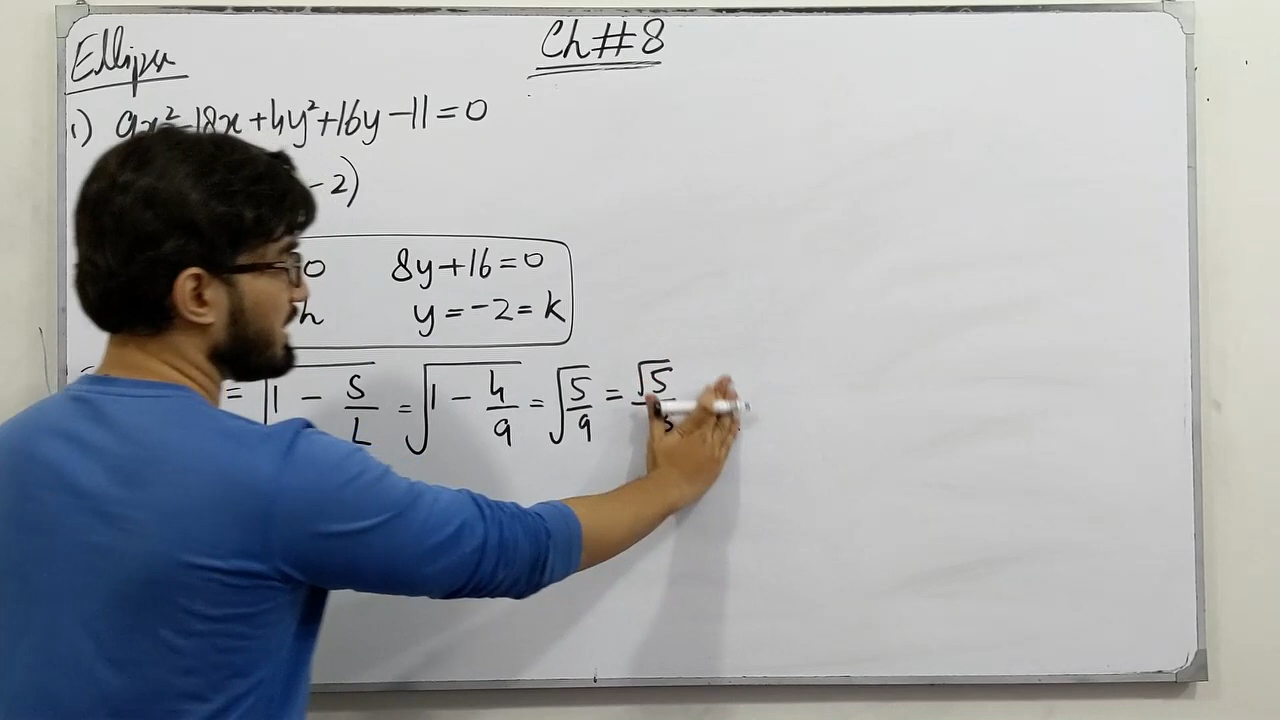 Ch#8
Ellipse
1) 9x² - 18x + 4y² + 16y - 11 = 0
- 2)
0 8y + 16 = 0
h y = -2 = k
= √(1 - S/L) = √(1 - 4/9) = √(5/9) = √5/3